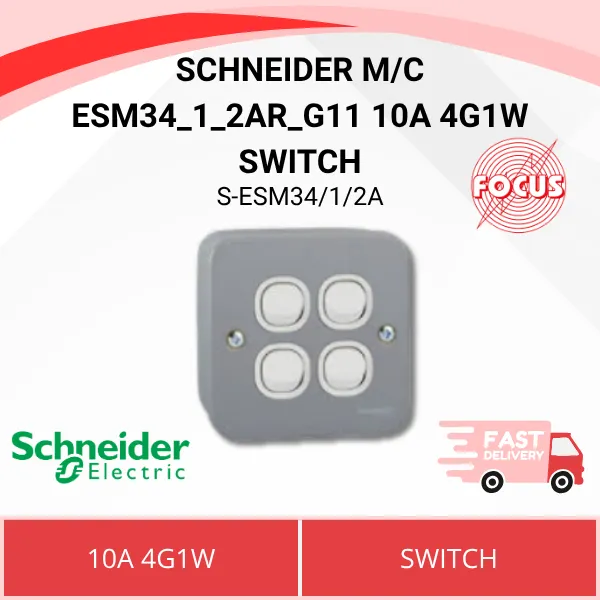 SCHNEIDER M/C
ESM34_1_2AR_G11 10A 4G1W
SWITCH
S-ESM34/1/2A
FOCUS
Schneider
Electric
FAST
DELIVERY
10A 4G1W
SWITCH